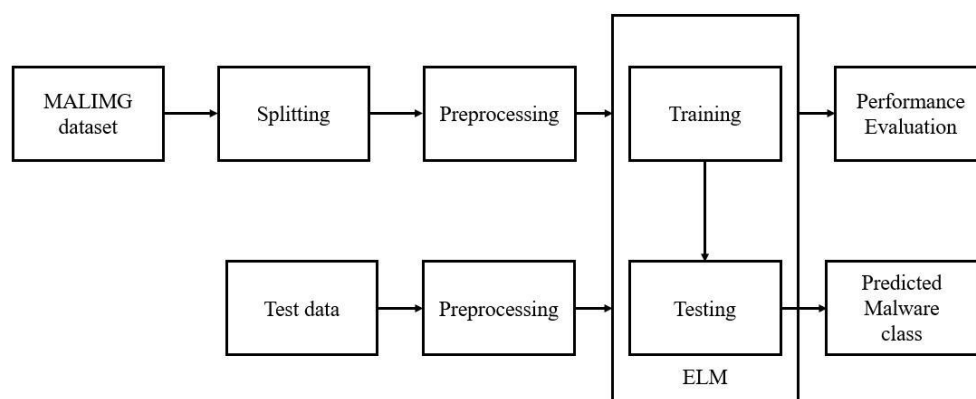 MALIMG
dataset
Splitting
Preprocessing
Training
Performance
Evaluation
Test data
Preprocessing
Testing
Predicted
Malware
class
ELM